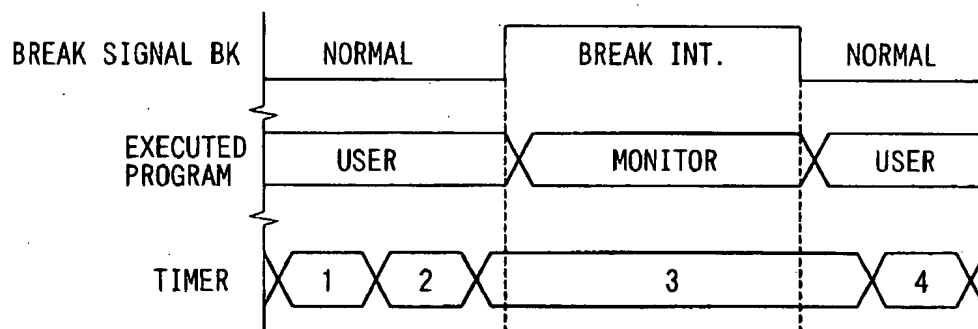 BREAK SIGNAL BK NORMAL BREAK INT. NORMAL
EXECUTED
PROGRAM USER MONITOR USER
TIMER 1 2 3 4